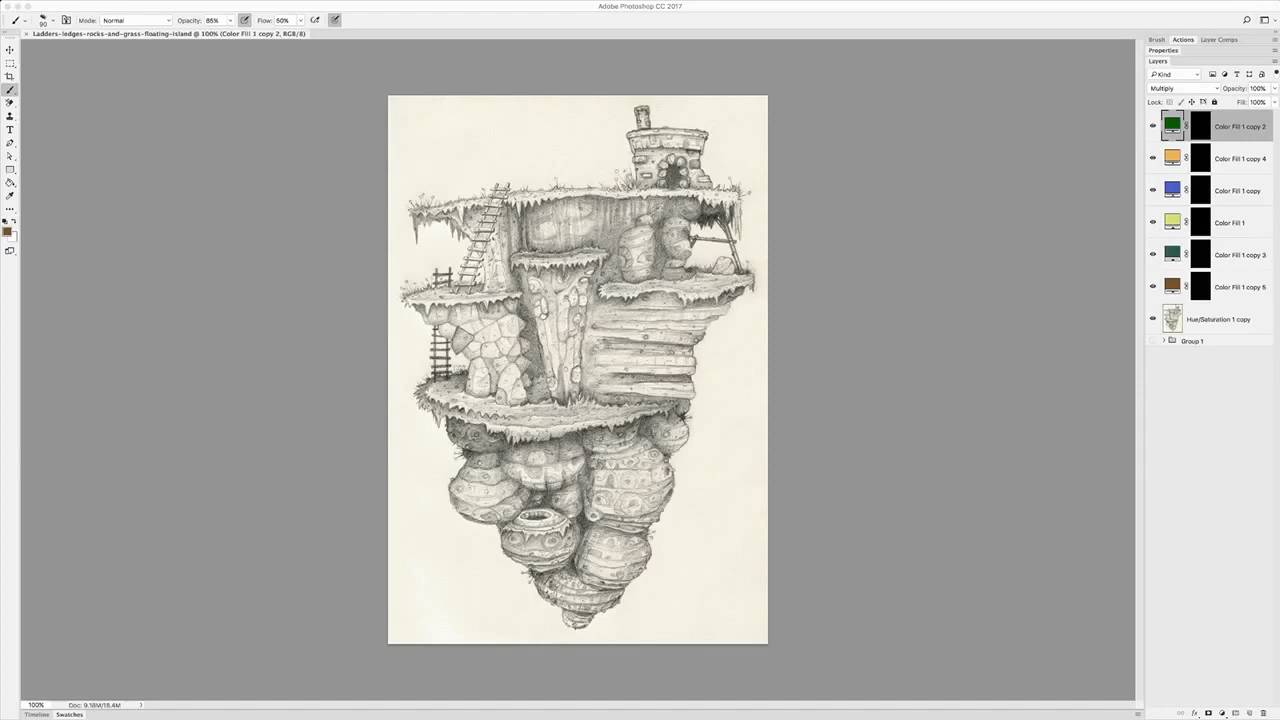 Adobe Photoshop CC 2017
90 Mode: Normal Opacity: 85% Flow: 50%
Ladders-ledges-rocks-and-grass-floating-island @ 100% (Color Fill 1 copy 2, RGB/8)
Brush Actions Layer Comps
Properties
Layers
Kind
Multiply Opacity: 100%
Lock: Fill: 100%
Color Fill 1 copy 2
Color Fill 1 copy 4
Color Fill 1 copy
Color Fill 1
Color Fill 1 copy 3
Color Fill 1 copy 5
Hue/Saturation 1 copy
Group 1
100% Doc: 9.18M/18.4M
Timeline Swatches